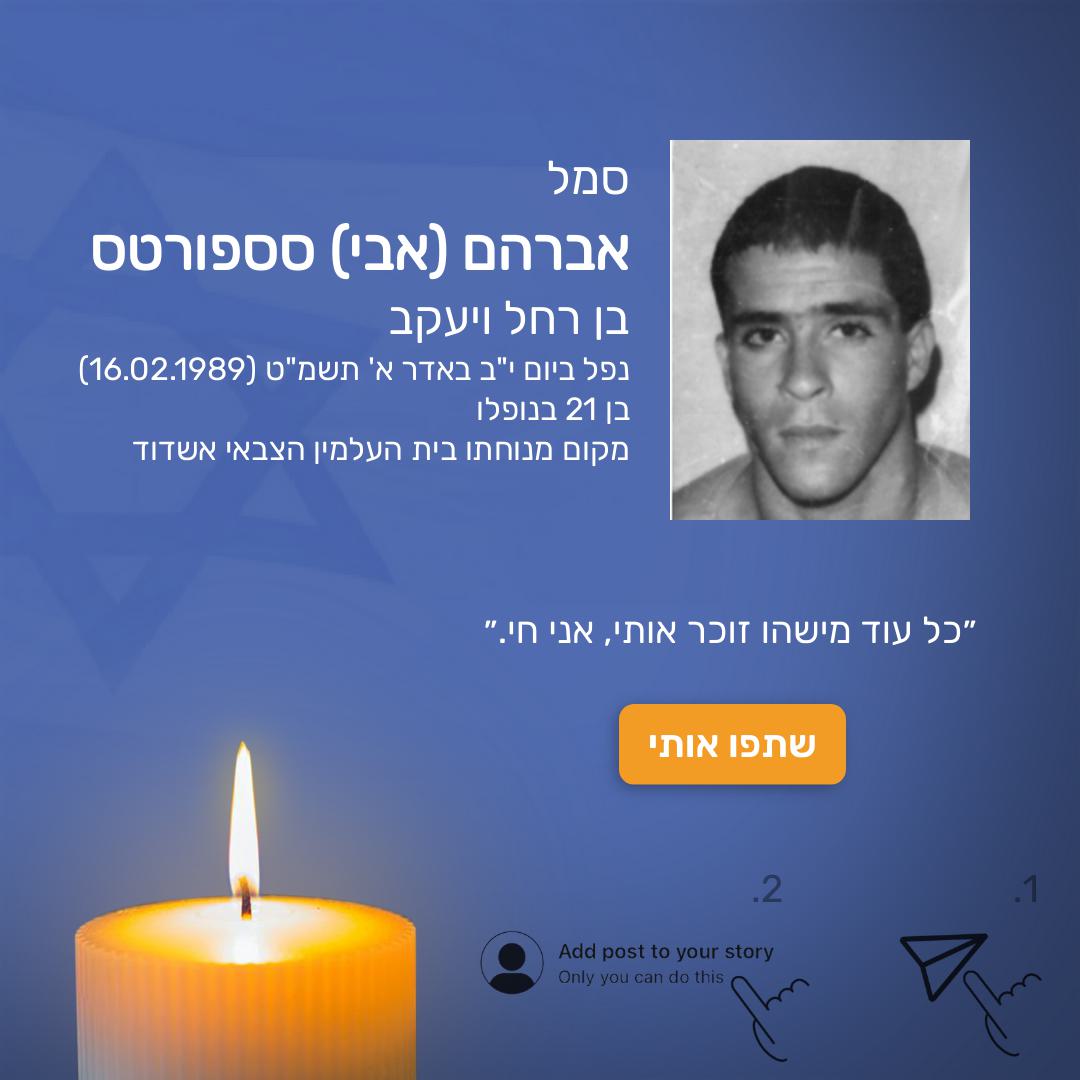 סמל
אברהם (אבי) ססספורטס
בן רחל ויעקב
נפל ביום י"ב באדר א' תשמ"ט (16.02.1989)
בן 21 בנופלו
מקום מנוחתו בית העלמין הצבאי אשדוד
״כל עוד מישהו זוכר אותי, אני חי.״
שתפו אותי
1.
2.
Add post to your story
Only you can do this